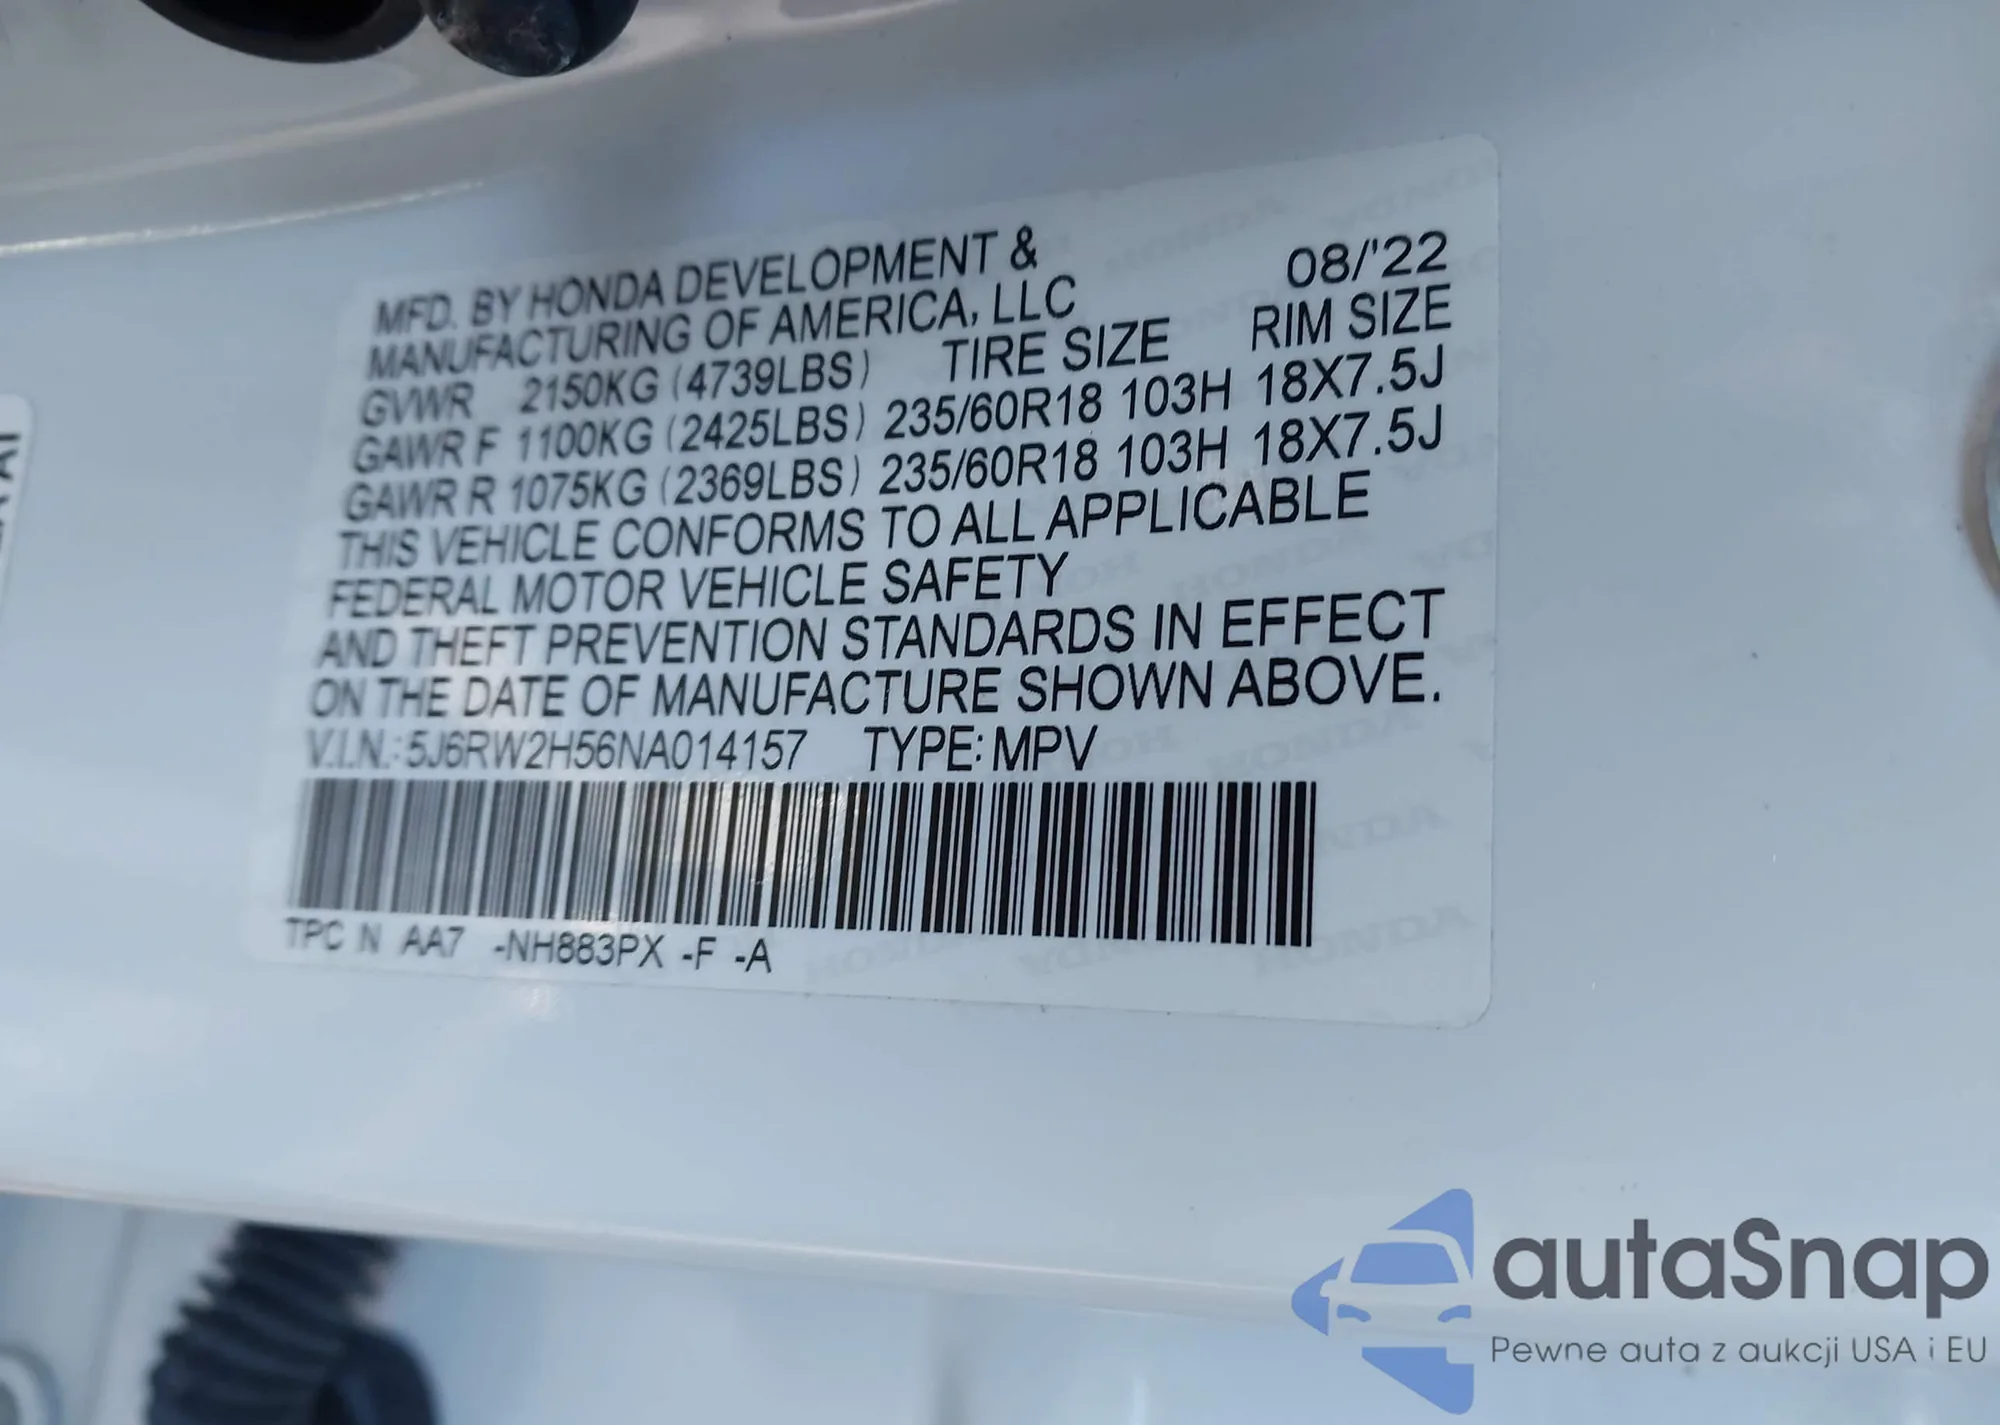 MFD. BY HONDA DEVELOPMENT &
MANUFACTURING OF AMERICA, LLC 08/'22
GVWR 2150KG (4739LBS) TIRE SIZE RIM SIZE
GAWR F 1100KG (2425LBS) 235/60R18 103H 18X7.5J
GAWR R 1075KG (2369LBS) 235/60R18 103H 18X7.5J
THIS VEHICLE CONFORMS TO ALL APPLICABLE
FEDERAL MOTOR VEHICLE SAFETY
AND THEFT PREVENTION STANDARDS IN EFFECT
ON THE DATE OF MANUFACTURE SHOWN ABOVE.
V.I.N.: 5J6RW2H56NA014157 TYPE: MPV
TPC N AA7 -NH883PX -F -A
autaSnap
Pewne auta z aukcji USA i EU